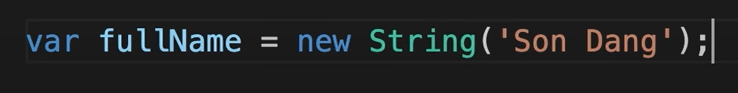 var fullName = new String('Son Dang');